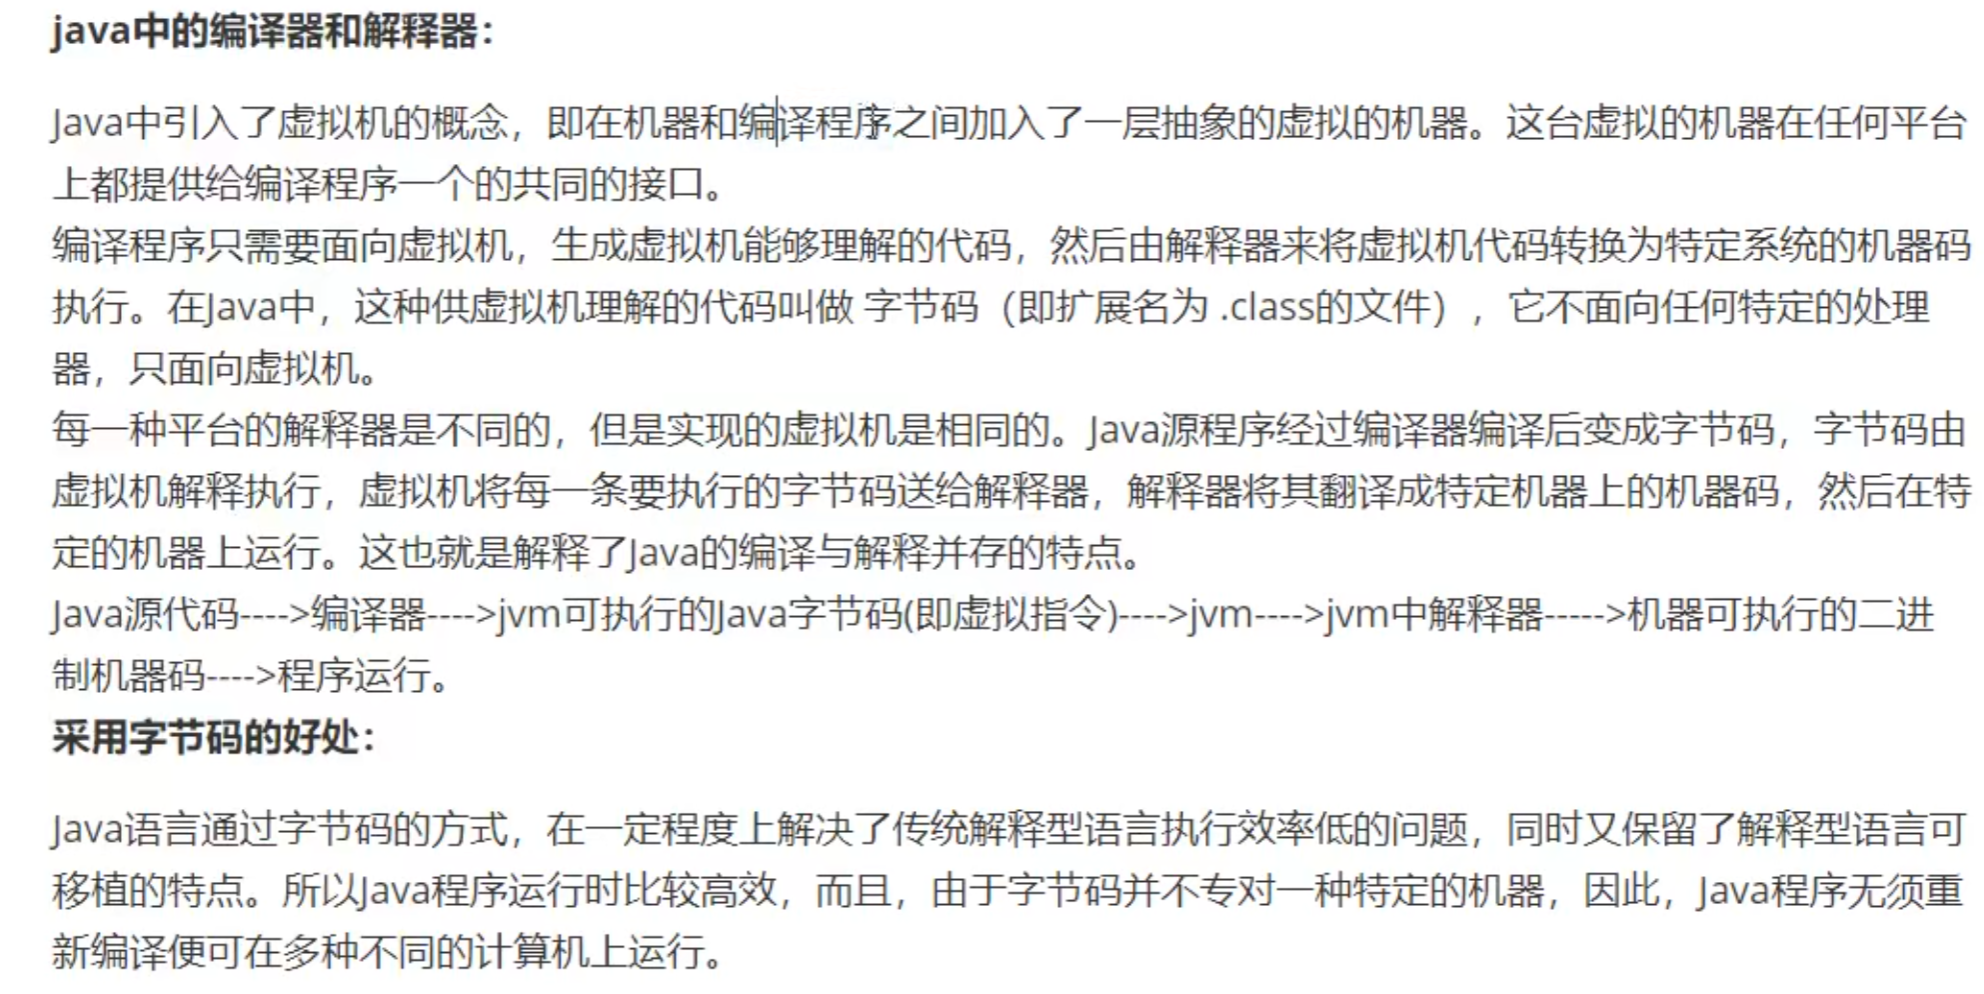 java中的编译器和解释器：
Java中引入了虚拟机的概念，即在机器和编译程序之间加入了一层抽象的虚拟的机器。这台虚拟的机器在任何平台
上都提供给编译程序一个的共同的接口。
编译程序只需要面向虚拟机，生成虚拟机能够理解的代码，然后由解释器来将虚拟机代码转换为特定系统的机器码
执行。在Java中，这种供虚拟机理解的代码叫做 字节码（即扩展名为 .class的文件），它不面向任何特定的处理
器，只面向虚拟机。
每一种平台的解释器是不同的，但是实现的虚拟机是相同的。Java源程序经过编译器编译后变成字节码，字节码由
虚拟机解释执行，虚拟机将每一条要执行的字节码送给解释器，解释器将其翻译成特定机器上的机器码，然后在特
定的机器上运行。这也就是解释了Java的编译与解释并存的特点。
Java源代码---->编译器---->jvm可执行的Java字节码(即虚拟指令)---->jvm---->jvm中解释器----->机器可执行的二进
制机器码---->程序运行。
采用字节码的好处：
Java语言通过字节码的方式，在一定程度上解决了传统解释型语言执行效率低的问题，同时又保留了解释型语言可
移植的特点。所以Java程序运行时比较高效，而且，由于字节码并不专对一种特定的机器，因此，Java程序无须重
新编译便可在多种不同的计算机上运行。